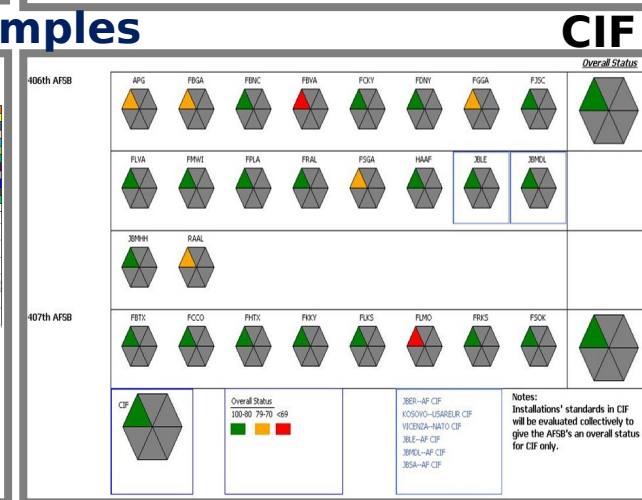 mples
CIF
Overall Status
406th AFSB
APG FBGA FBNC FBVA FCKY FDNY FGGA FJSC
FLVA FMWI FPLA FRAL FSGA HAAF JBLE JBMDL
JBMHH RAAL
407th AFSB
FBTX FCCO FHTX FKKY FLKS FLMO FRKS FSOK
CIF
Overall Status
100-80 79-70 <69
JBER--AF CIF
KOSOVO--USAREUR CIF
VICENZA--NATO CIF
JBLE--AF CIF
JBMDL--AF CIF
JBSA--AF CIF
Notes:
Installations' standards in CIF
will be evaluated collectively to
give the AFSB's an overall status
for CIF only.